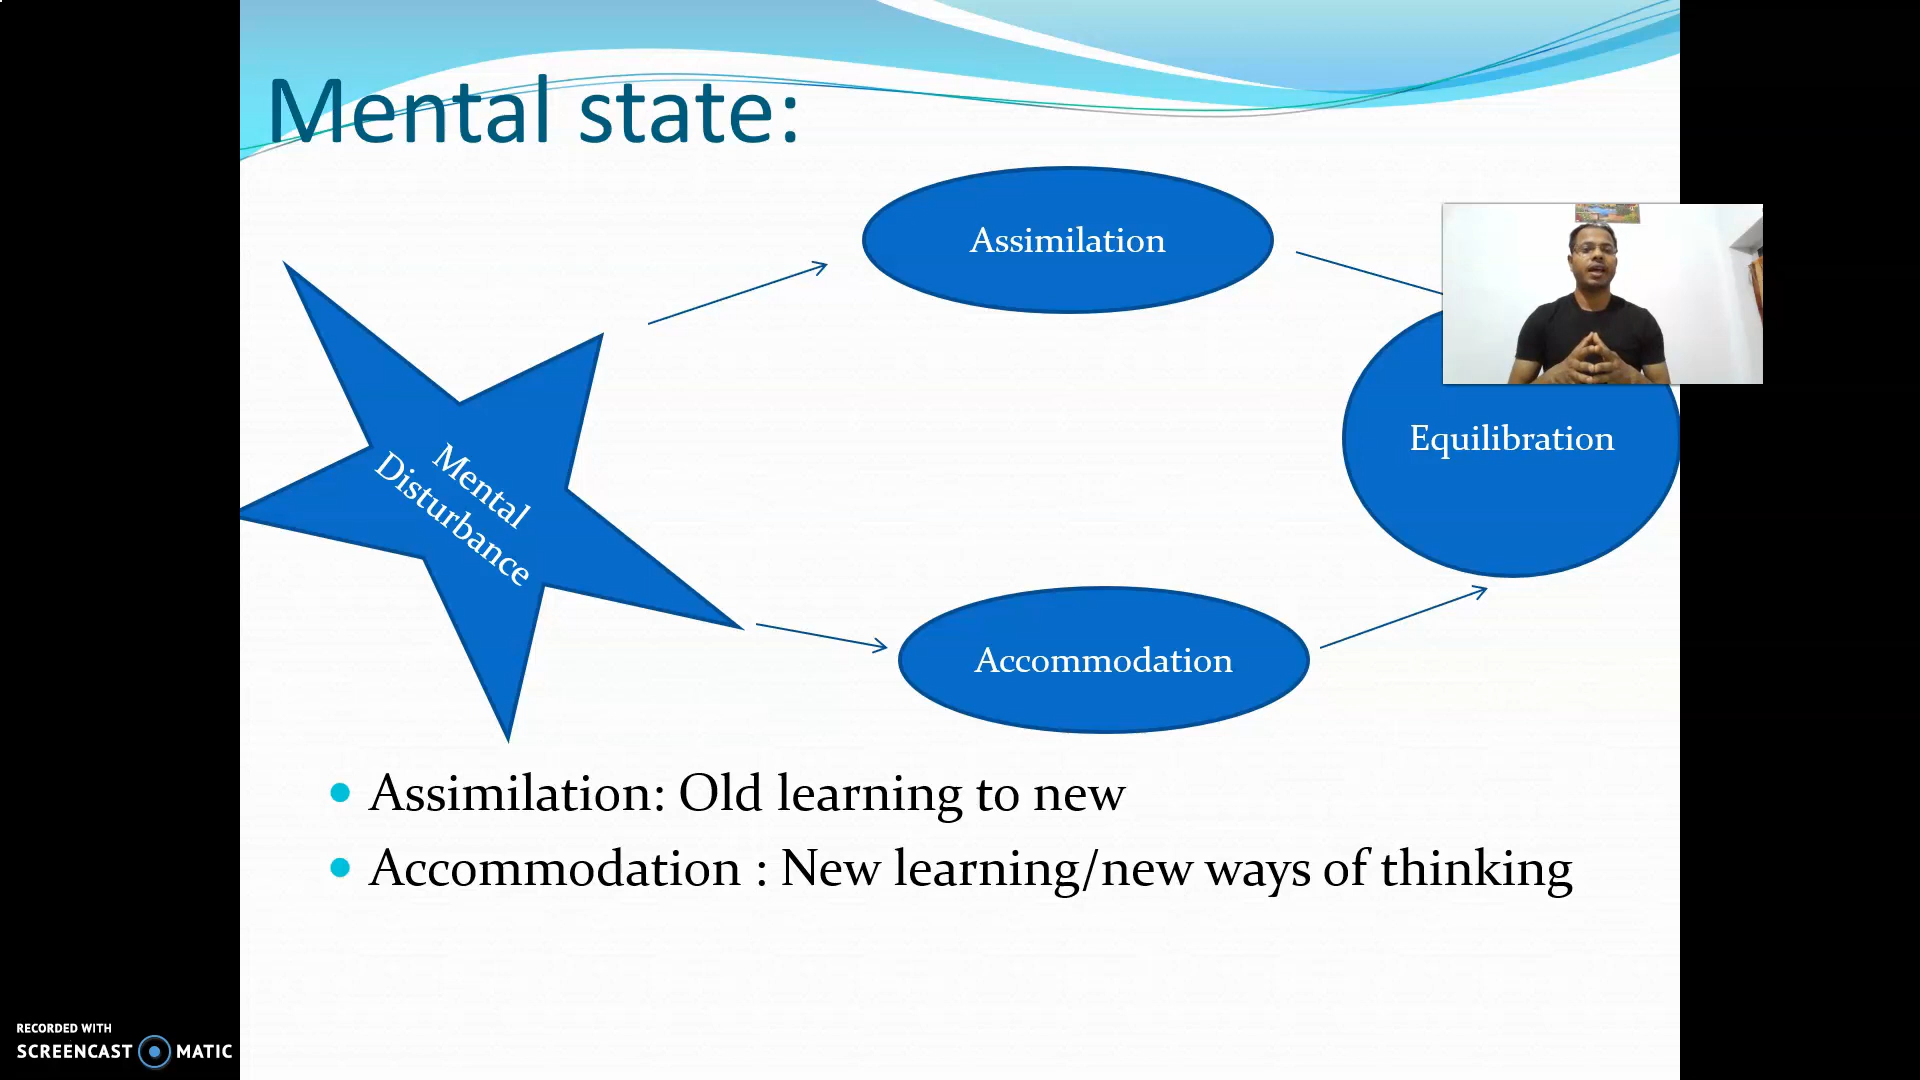 Mental state:
Assimilation
Mental
Disturbance
Equilibration
Accommodation
Assimilation: Old learning to new
Accommodation : New learning/new ways of thinking
RECORDED WITH
SCREENCAST MATIC